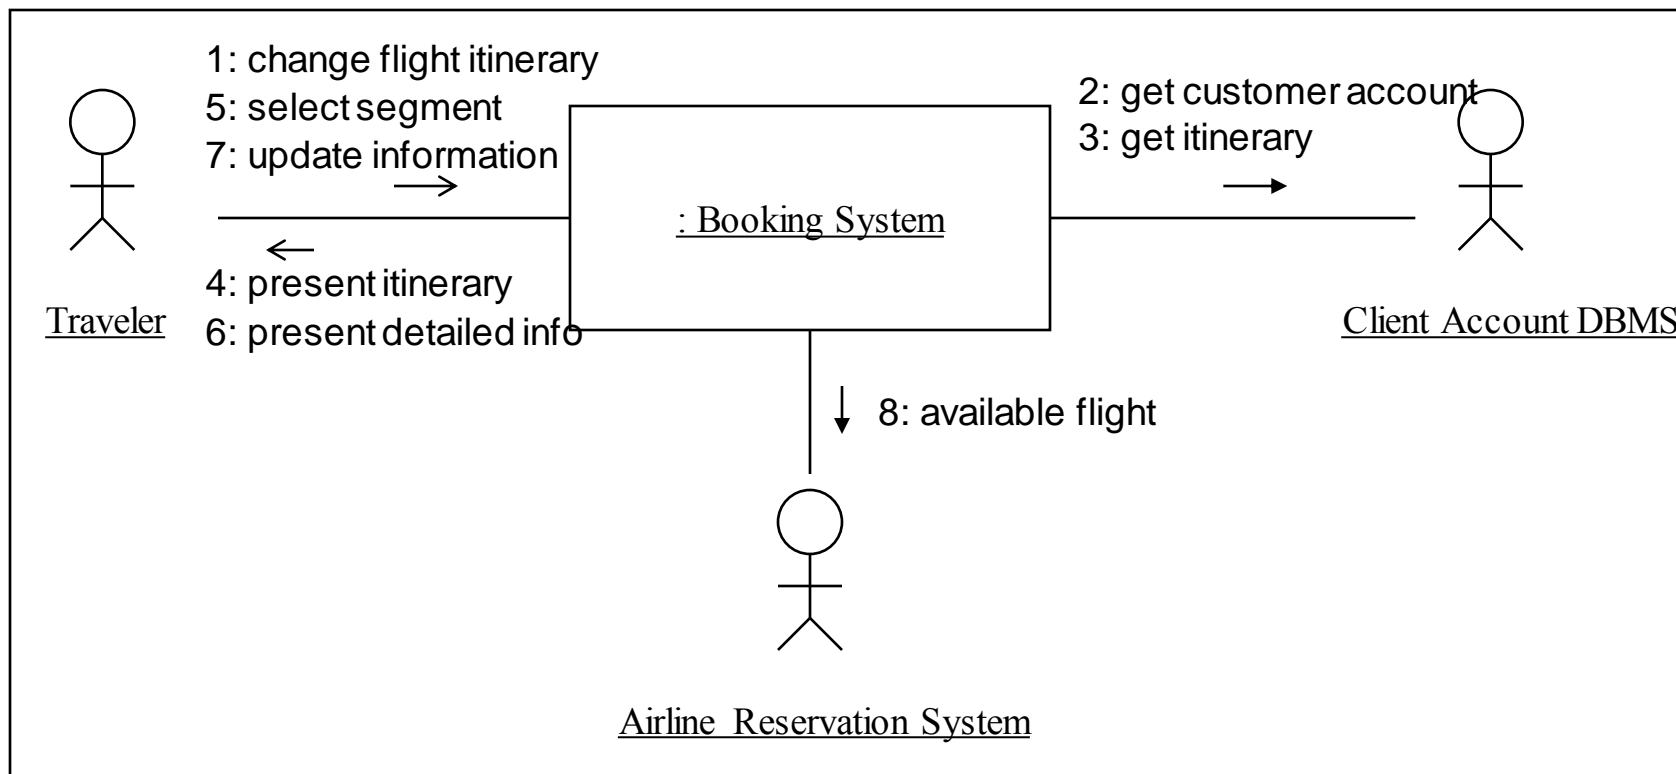 1: change flight itinerary
5: select segment
7: update information
2: get customer account
3: get itinerary
: Booking System
4: present itinerary
6: present detailed info
Traveler
Client Account DBMS
8: available flight
Airline Reservation System